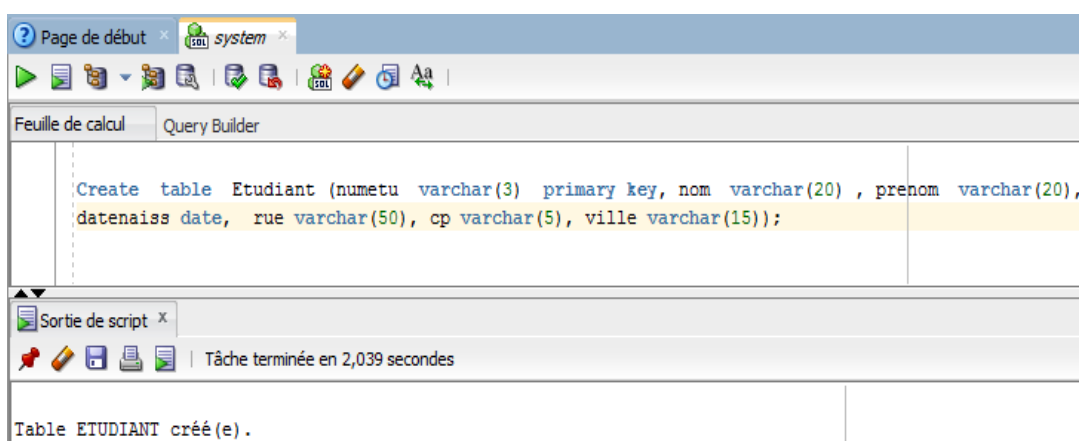 Page de début
system
Feuille de calcul Query Builder
Create table Etudiant (numetu varchar(3) primary key, nom varchar(20) , prenom varchar(20),
datenaiss date, rue varchar(50), cp varchar(5), ville varchar(15));
Sortie de script
Tâche terminée en 2,039 secondes
Table ETUDIANT créé(e).